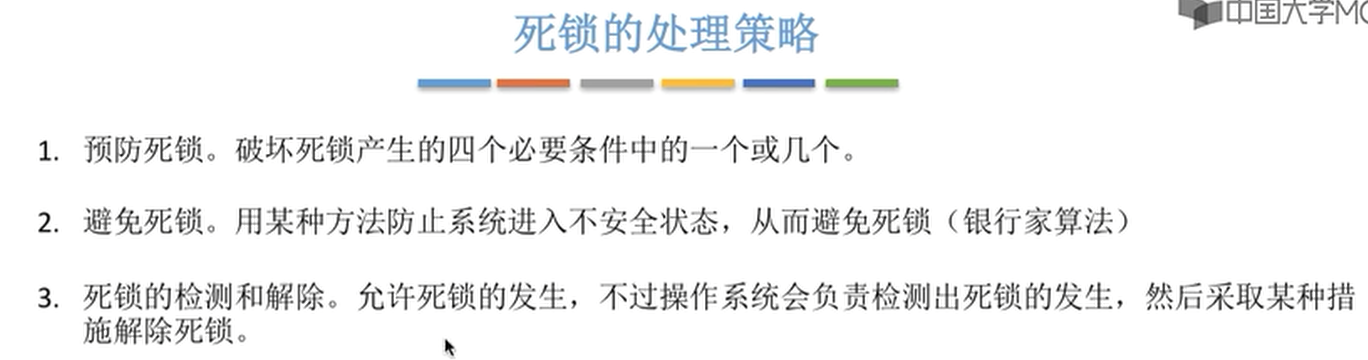 中国大学MO
死锁的处理策略
1. 预防死锁。破坏死锁产生的四个必要条件中的一个或几个。
2. 避免死锁。用某种方法防止系统进入不安全状态，从而避免死锁（银行家算法）
3. 死锁的检测和解除。允许死锁的发生，不过操作系统会负责检测出死锁的发生，然后采取某种措
施解除死锁。